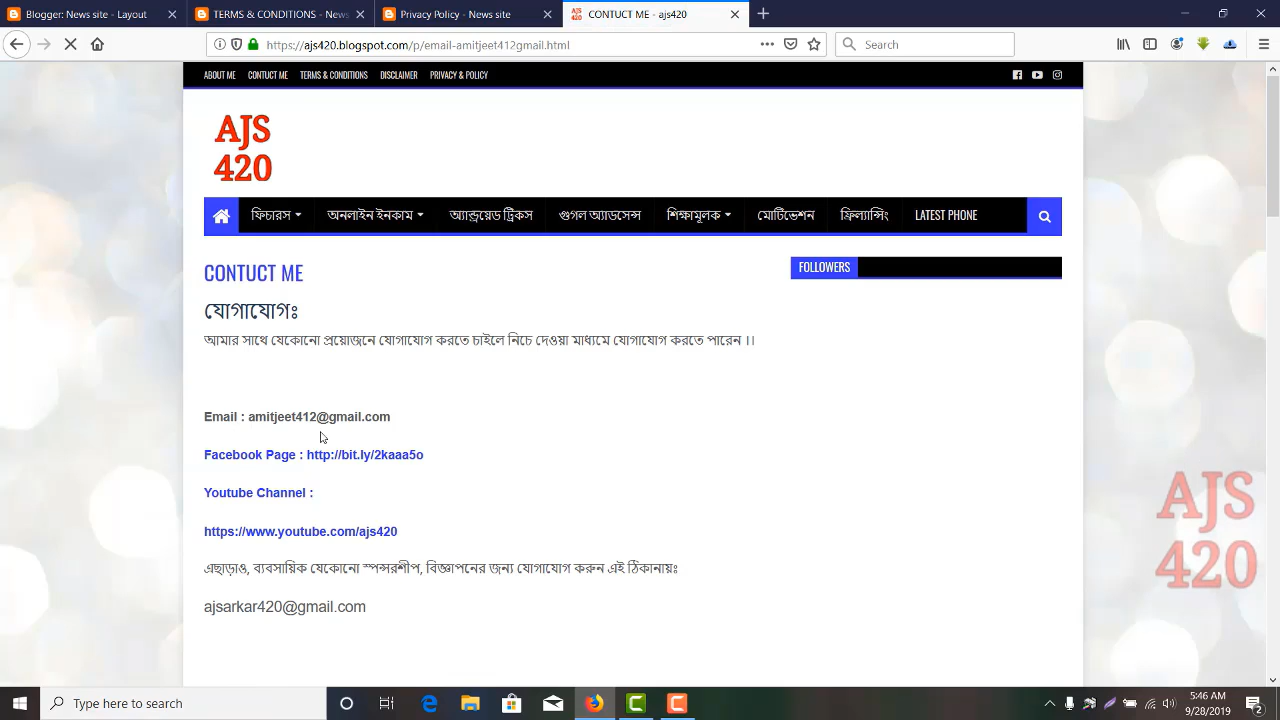 Blogger: News site - Layout
TERMS & CONDITIONS - News
Privacy Policy - News site
CONTUCT ME - ajs420
https://ajs420.blogspot.com/p/email-amitjeet412gmail.html
Search
ABOUT ME CONTUCT ME TERMS & CONDITIONS DISCLAIMER PRIVACY & POLICY
AJS
420
ফিচারস অনলাইন ইনকাম অ্যান্ড্রয়েড ট্রিকস গুগল অ্যাডসেন্স শিক্ষামূলক মোটিভেশন ফ্রিল্যান্সিং LATEST PHONE
CONTUCT ME
FOLLOWERS
যোগাযোগঃ
আমার সাথে যেকোনো প্রয়োজনে যোগাযোগ করতে চাইলে নিচে দেওয়া মাধ্যমে যোগাযোগ করতে পারেন ।।
Email : amitjeet412@gmail.com
Facebook Page : http://bit.ly/2kaaa5o
Youtube Channel :
https://www.youtube.com/ajs420
এছাড়াও, ব্যবসায়িক যেকোনো স্পন্সরশীপ, বিজ্ঞাপনের জন্য যোগাযোগ করুন এই ঠিকানায়ঃ
ajsarkar420@gmail.com
AJS
420
Type here to search
5:46 AM
9/28/2019
2